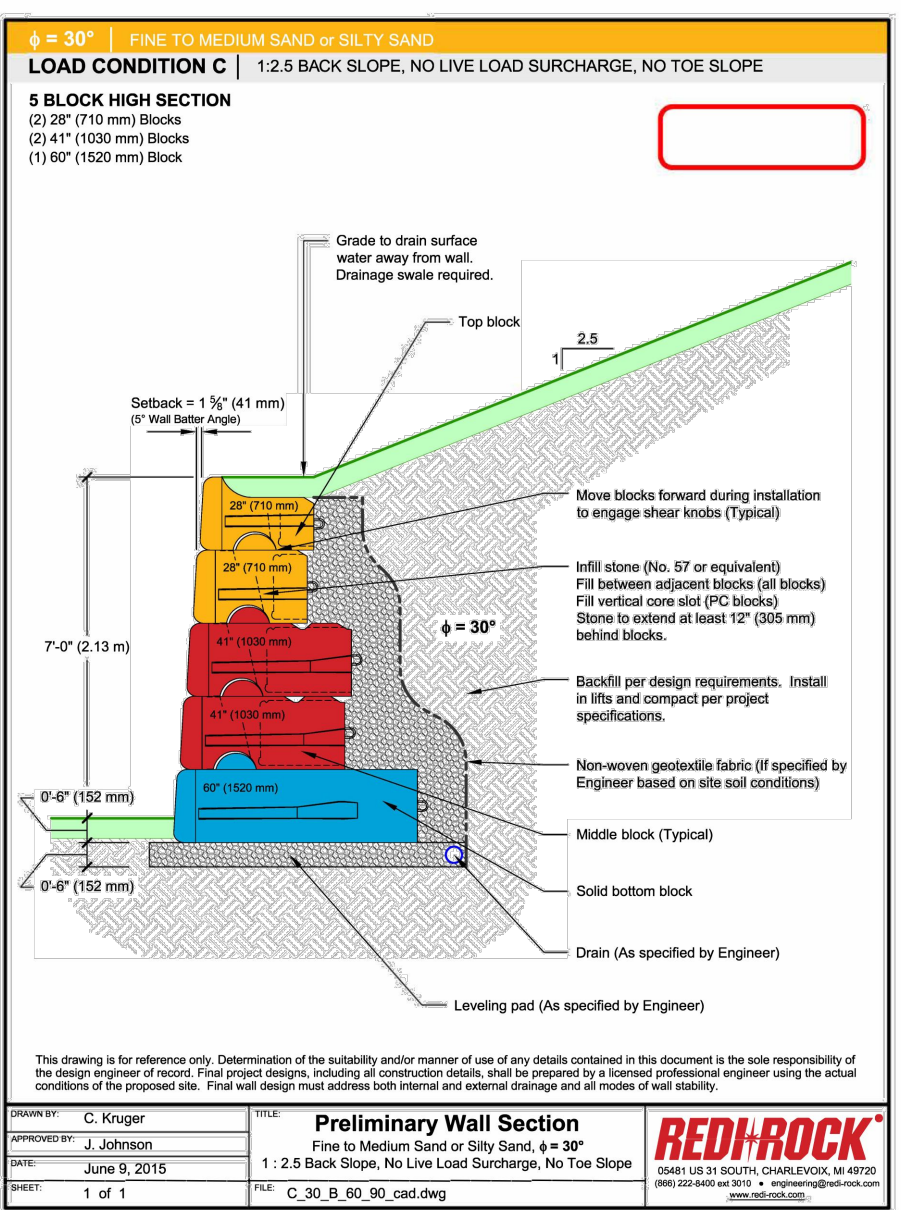 ϕ = 30° | FINE TO MEDIUM SAND or SILTY SAND
LOAD CONDITION C | 1:2.5 BACK SLOPE, NO LIVE LOAD SURCHARGE, NO TOE SLOPE
5 BLOCK HIGH SECTION
(2) 28" (710 mm) Blocks
(2) 41" (1030 mm) Blocks
(1) 60" (1520 mm) Block
Grade to drain surface
water away from wall.
Drainage swale required.
Top block
2.5
1
Setback = 1 ⅝" (41 mm)
(5° Wall Batter Angle)
28" (710 mm)
Move blocks forward during installation
to engage shear knobs (Typical)
28" (710 mm)
Infill stone (No. 57 or equivalent)
Fill between adjacent blocks (all blocks)
Fill vertical core slot (PC blocks)
Stone to extend at least 12" (305 mm)
behind blocks.
ϕ = 30°
7'-0" (2.13 m)
41" (1030 mm)
Backfill per design requirements. Install
in lifts and compact per project
specifications.
41" (1030 mm)
Non-woven geotextile fabric (If specified by
Engineer based on site soil conditions)
60" (1520 mm)
0'-6" (152 mm)
Middle block (Typical)
0'-6" (152 mm)
Solid bottom block
Drain (As specified by Engineer)
Leveling pad (As specified by Engineer)
This drawing is for reference only. Determination of the suitability and/or manner of use of any details contained in this document is the sole responsibility of
the design engineer of record. Final project designs, including all construction details, shall be prepared by a licensed professional engineer using the actual
conditions of the proposed site. Final wall design must address both internal and external drainage and all modes of wall stability.
DRAWN BY: C. Kruger
APPROVED BY: J. Johnson
DATE: June 9, 2015
SHEET: 1 of 1
TITLE: Preliminary Wall Section
Fine to Medium Sand or Silty Sand, ϕ = 30°
1 : 2.5 Back Slope, No Live Load Surcharge, No Toe Slope
FILE: C_30_B_60_90_cad.dwg
REDI ROCK
05481 US 31 SOUTH, CHARLEVOIX, MI 49720
(866) 222-8400 ext 3010 • engineering@redi-rock.com
www.redi-rock.com